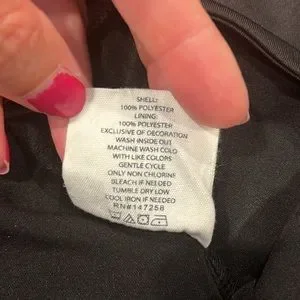 SHELL:
100% POLYESTER
LINING:
100% POLYESTER
EXCLUSIVE OF DECORATION
WASH INSIDE OUT
MACHINE WASH COLD
WITH LIKE COLORS
GENTLE CYCLE
ONLY NON CHLORINE
BLEACH IF NEEDED
TUMBLE DRY LOW
COOL IRON IF NEEDED
RN#147258